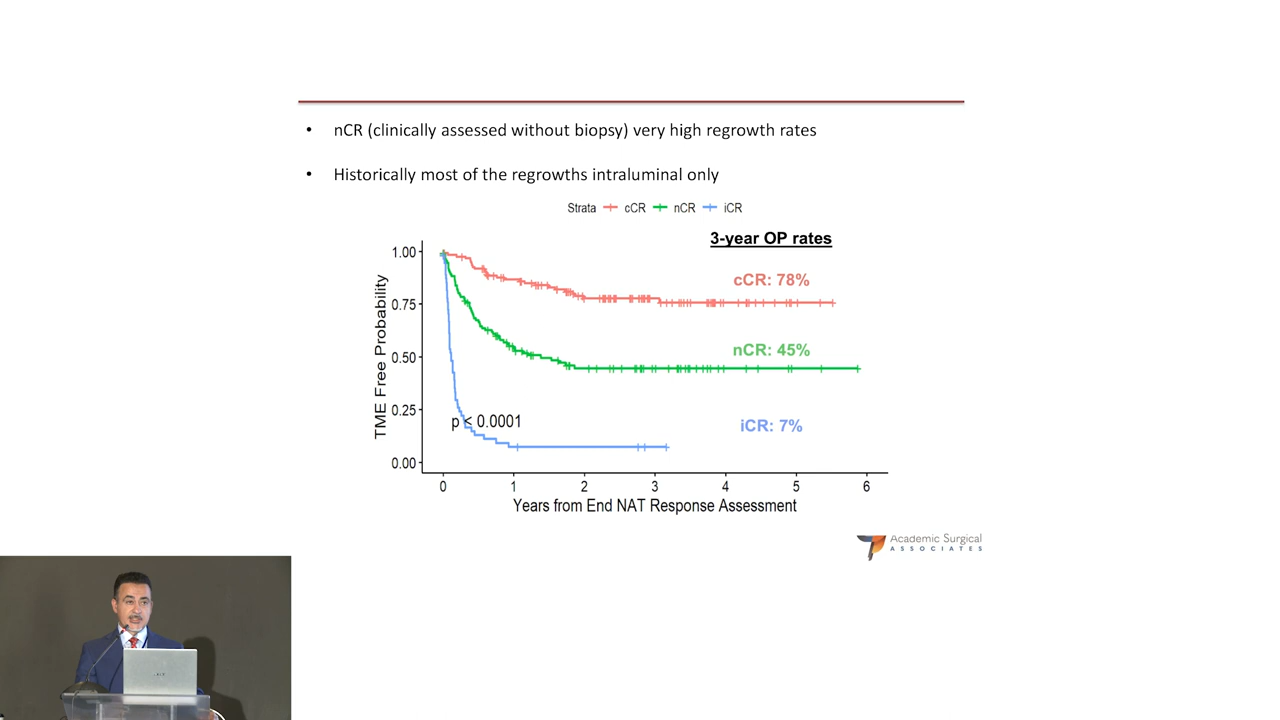 • nCR (clinically assessed without biopsy) very high regrowth rates
• Historically most of the regrowths intraluminal only
Strata cCR nCR iCR
3-year OP rates
cCR: 78%
nCR: 45%
iCR: 7%
p < 0.0001
TME Free Probability
1.00
0.75
0.50
0.25
0.00
0 1 2 3 4 5 6
Years from End NAT Response Assessment
Academic Surgical
ASSOCIATES